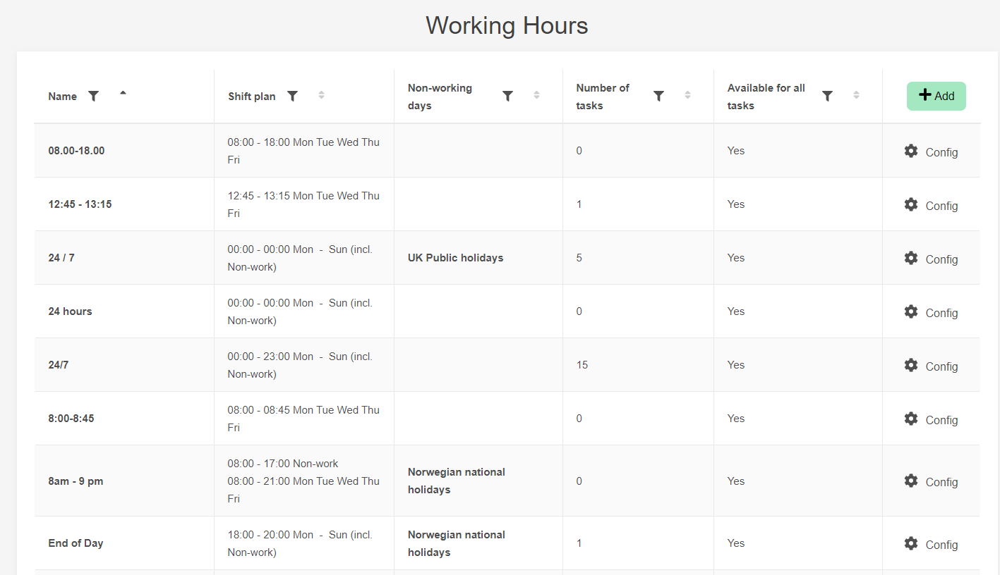 Working Hours
Name
Shift plan
Non-working
days
Number of
tasks
Available for all
tasks
Add
08.00-18.00
08:00 - 18:00 Mon Tue Wed Thu
Fri
0
Yes
Config
12:45 - 13:15
12:45 - 13:15 Mon Tue Wed Thu
Fri
1
Yes
Config
24 / 7
00:00 - 00:00 Mon - Sun (incl.
Non-work)
UK Public holidays
5
Yes
Config
24 hours
00:00 - 00:00 Mon - Sun (incl.
Non-work)
0
Yes
Config
24/7
00:00 - 23:00 Mon - Sun (incl.
Non-work)
15
Yes
Config
8:00-8:45
08:00 - 08:45 Mon Tue Wed Thu
Fri
0
Yes
Config
8am - 9 pm
08:00 - 17:00 Non-work
08:00 - 21:00 Mon Tue Wed Thu
Fri
Norwegian national
holidays
0
Yes
Config
End of Day
18:00 - 20:00 Mon - Sun (incl.
Non-work)
Norwegian national
holidays
1
Yes
Config